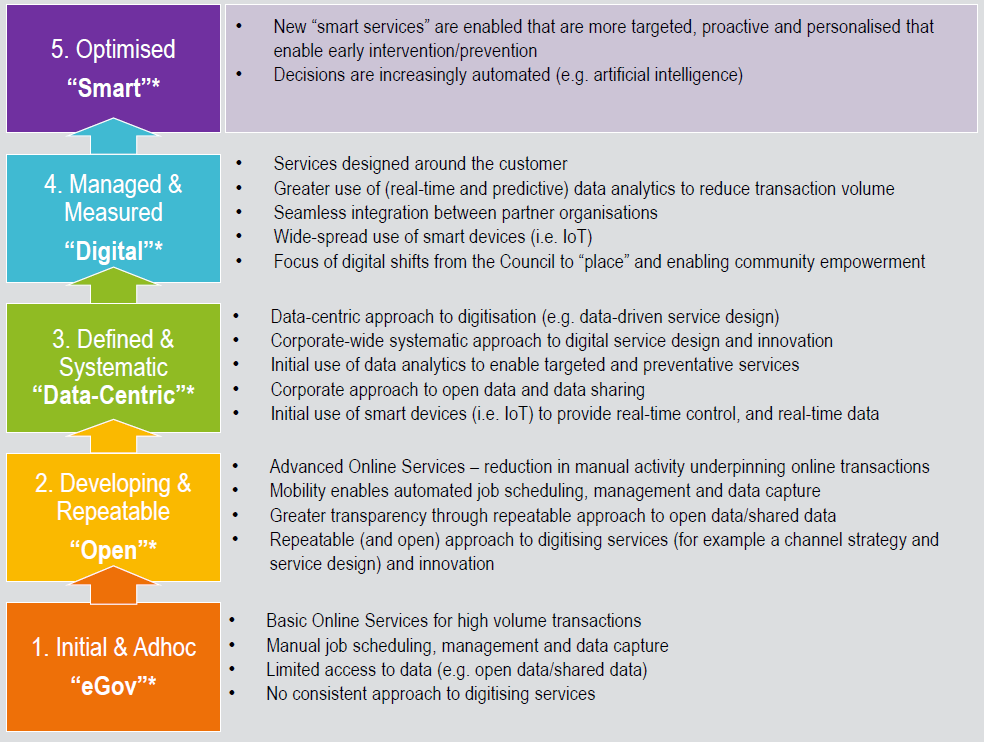 5. Optimised
“Smart”*
• New “smart services” are enabled that are more targeted, proactive and personalised that
enable early intervention/prevention
• Decisions are increasingly automated (e.g. artificial intelligence)
4. Managed &
Measured
“Digital”*
• Services designed around the customer
• Greater use of (real-time and predictive) data analytics to reduce transaction volume
• Seamless integration between partner organisations
• Wide-spread use of smart devices (i.e. IoT)
• Focus of digital shifts from the Council to “place” and enabling community empowerment
3. Defined &
Systematic
“Data-Centric”*
• Data-centric approach to digitisation (e.g. data-driven service design)
• Corporate-wide systematic approach to digital service design and innovation
• Initial use of data analytics to enable targeted and preventative services
• Corporate approach to open data and data sharing
• Initial use of smart devices (i.e. IoT) to provide real-time control, and real-time data
2. Developing &
Repeatable
“Open”*
• Advanced Online Services – reduction in manual activity underpinning online transactions
• Mobility enables automated job scheduling, management and data capture
• Greater transparency through repeatable approach to open data/shared data
• Repeatable (and open) approach to digitising services (for example a channel strategy and
service design) and innovation
1. Initial & Adhoc
“eGov”*
• Basic Online Services for high volume transactions
• Manual job scheduling, management and data capture
• Limited access to data (e.g. open data/shared data)
• No consistent approach to digitising services